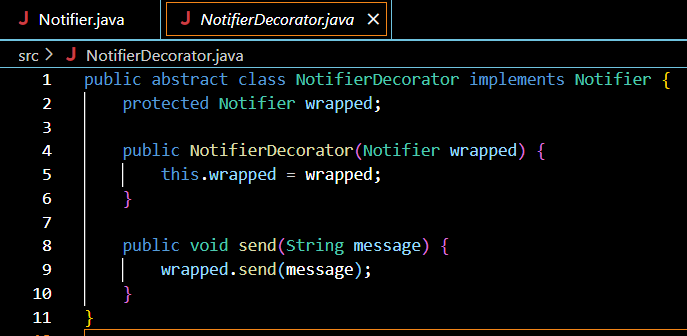 Notifier.java NotifierDecorator.java
src > NotifierDecorator.java
1 public abstract class NotifierDecorator implements Notifier {
2     protected Notifier wrapped;
3
4     public NotifierDecorator(Notifier wrapped) {
5         this.wrapped = wrapped;
6     }
7
8     public void send(String message) {
9         wrapped.send(message);
10     }
11 }